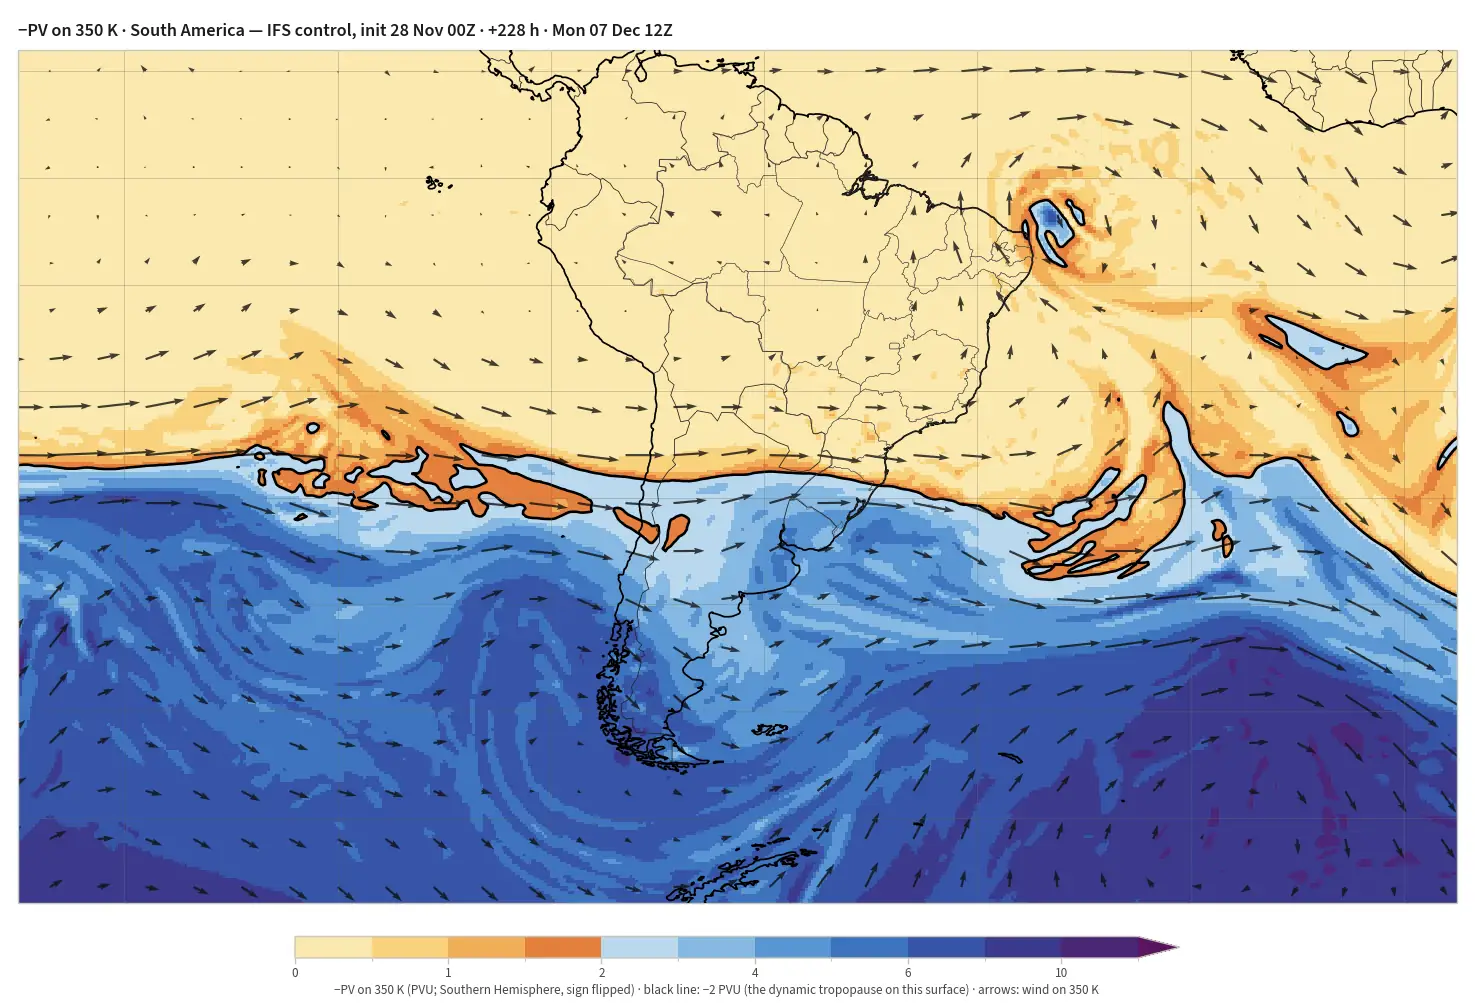 −PV on 350 K · South America — IFS control, init 28 Nov 00Z · +228 h · Mon 07 Dec 12Z
0 1 2 4 6 10
−PV on 350 K (PVU; Southern Hemisphere, sign flipped) · black line: −2 PVU (the dynamic tropopause on this surface) · arrows: wind on 350 K